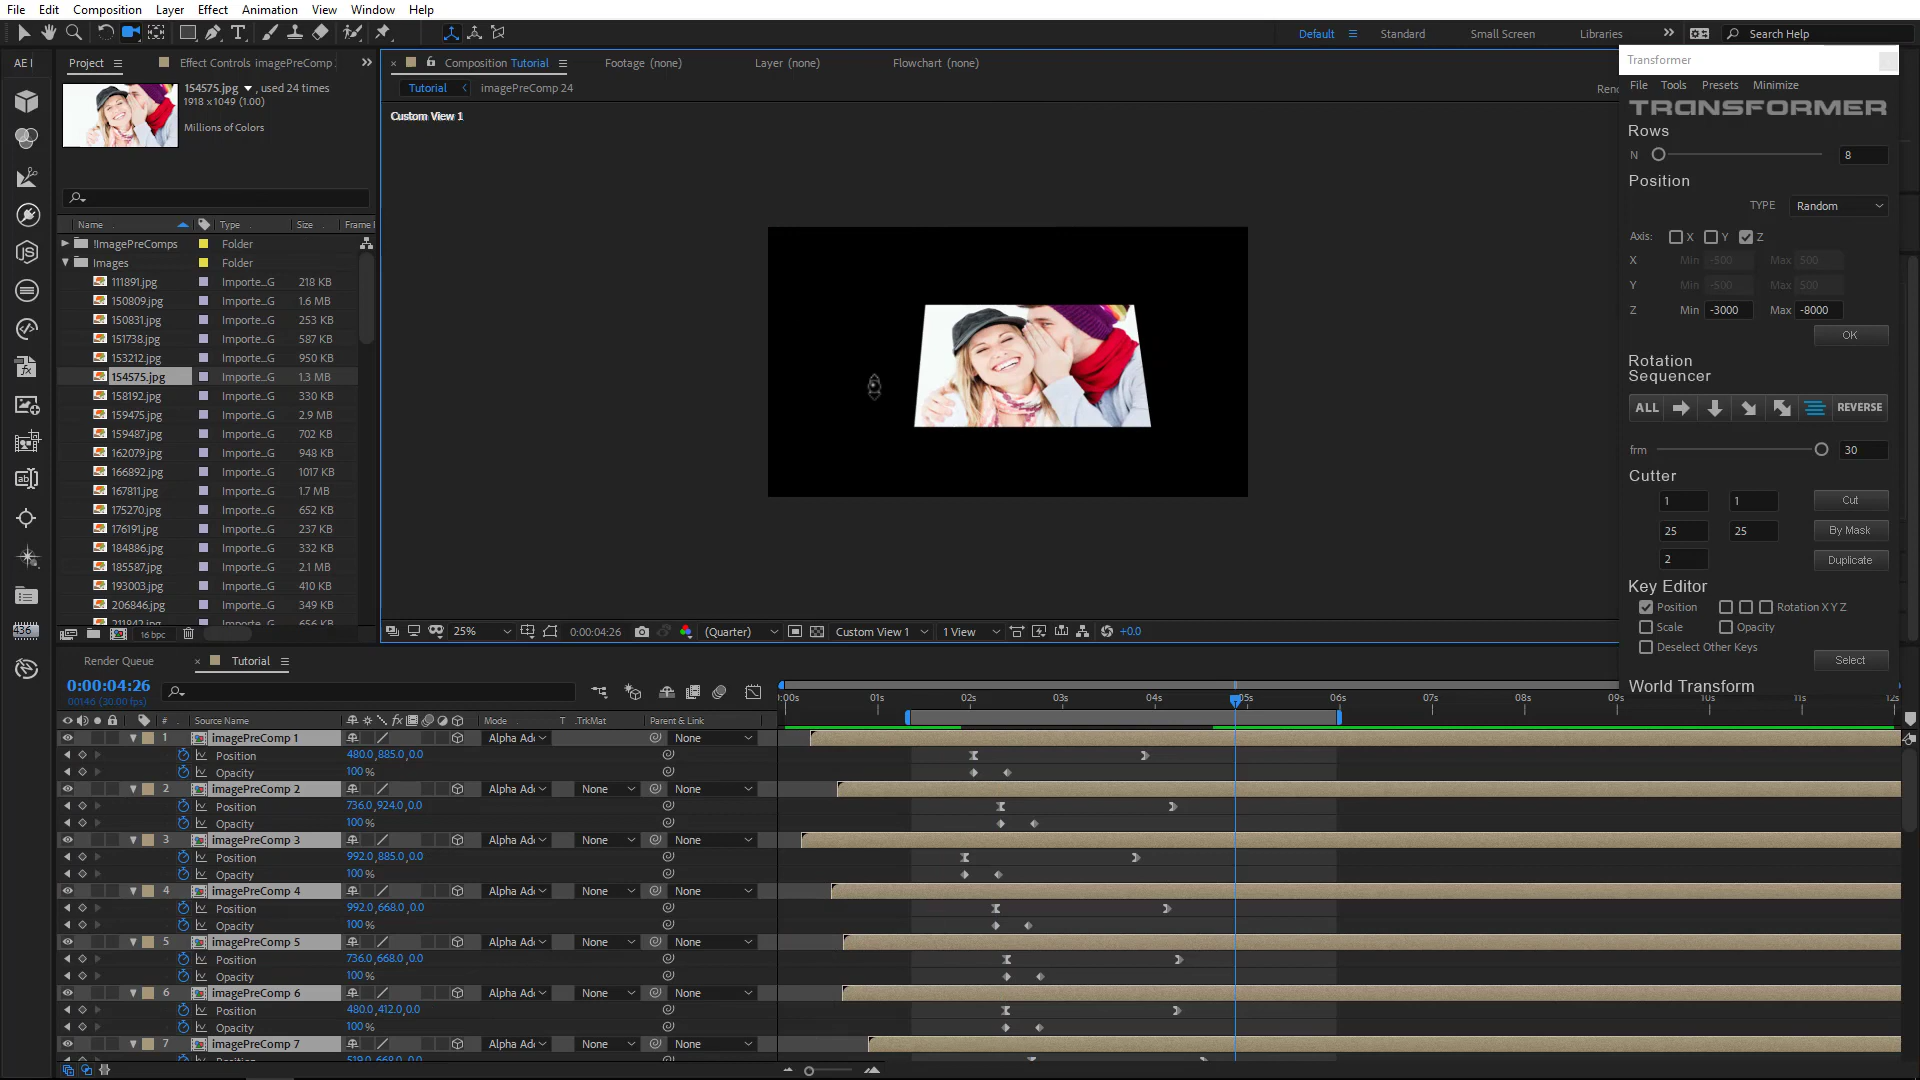 File Edit Composition Layer Effect Animation View Window Help
Default Standard Small Screen Libraries Search Help
AE
Project Effect Controls imagePreComp
Composition Tutorial Footage (none) Layer (none) Flowchart (none)
Tutorial imagePreComp 24
154575.jpg , used 24 times
1918 x 1049 (1.00)
Millions of Colors
Custom View 1
Name Type Size Frame
!ImagePreComps Folder
Images Folder
111891.jpg Importe...G 218 KB
150809.jpg Importe...G 1.6 MB
150831.jpg Importe...G 253 KB
151738.jpg Importe...G 587 KB
153212.jpg Importe...G 950 KB
154575.jpg Importe...G 1.3 MB
158192.jpg Importe...G 330 KB
159475.jpg Importe...G 2.9 MB
159487.jpg Importe...G 702 KB
162079.jpg Importe...G 948 KB
166892.jpg Importe...G 1017 KB
167811.jpg Importe...G 1.7 MB
175270.jpg Importe...G 652 KB
176191.jpg Importe...G 237 KB
184886.jpg Importe...G 332 KB
185587.jpg Importe...G 2.1 MB
193003.jpg Importe...G 410 KB
206846.jpg Importe...G 349 KB
211942.jpg Importe...G 656 KB
16 bpc
25% 0:00:04:26 (Quarter) Custom View 1 1 View +0.0
Transformer
File Tools Presets Minimize
TRANSFORMER
Rows
N 8
Position
TYPE Random
Axis: X Y Z
X Min -500 Max 500
Y Min -500 Max 500
Z Min -3000 Max -8000
OK
Rotation
Sequencer
ALL REVERSE
frm 30
Cutter
1 1 Cut
25 25 By Mask
2 Duplicate
Key Editor
Position Rotation X Y Z
Scale Opacity
Deselect Other Keys
Select
World Transform
Render Queue Tutorial
0:00:04:26
00146 (30.00 fps)
0:00s 01s 02s 03s 04s 05s 06s 07s 08s 09s 11s 12s
# Source Name Mode T .TrkMat Parent & Link
1 imagePreComp 1 Alpha Ad None
Position 480.0,885.0,0.0
Opacity 100 %
2 imagePreComp 2 Alpha Ad None None
Position 736.0,924.0,0.0
Opacity 100 %
3 imagePreComp 3 Alpha Ad None None
Position 992.0,885.0,0.0
Opacity 100 %
4 imagePreComp 4 Alpha Ad None None
Position 992.0,668.0,0.0
Opacity 100 %
5 imagePreComp 5 Alpha Ad None None
Position 736.0,668.0,0.0
Opacity 100 %
6 imagePreComp 6 Alpha Ad None None
Position 480.0,412.0,0.0
Opacity 100 %
7 imagePreComp 7 Alpha Ad None None